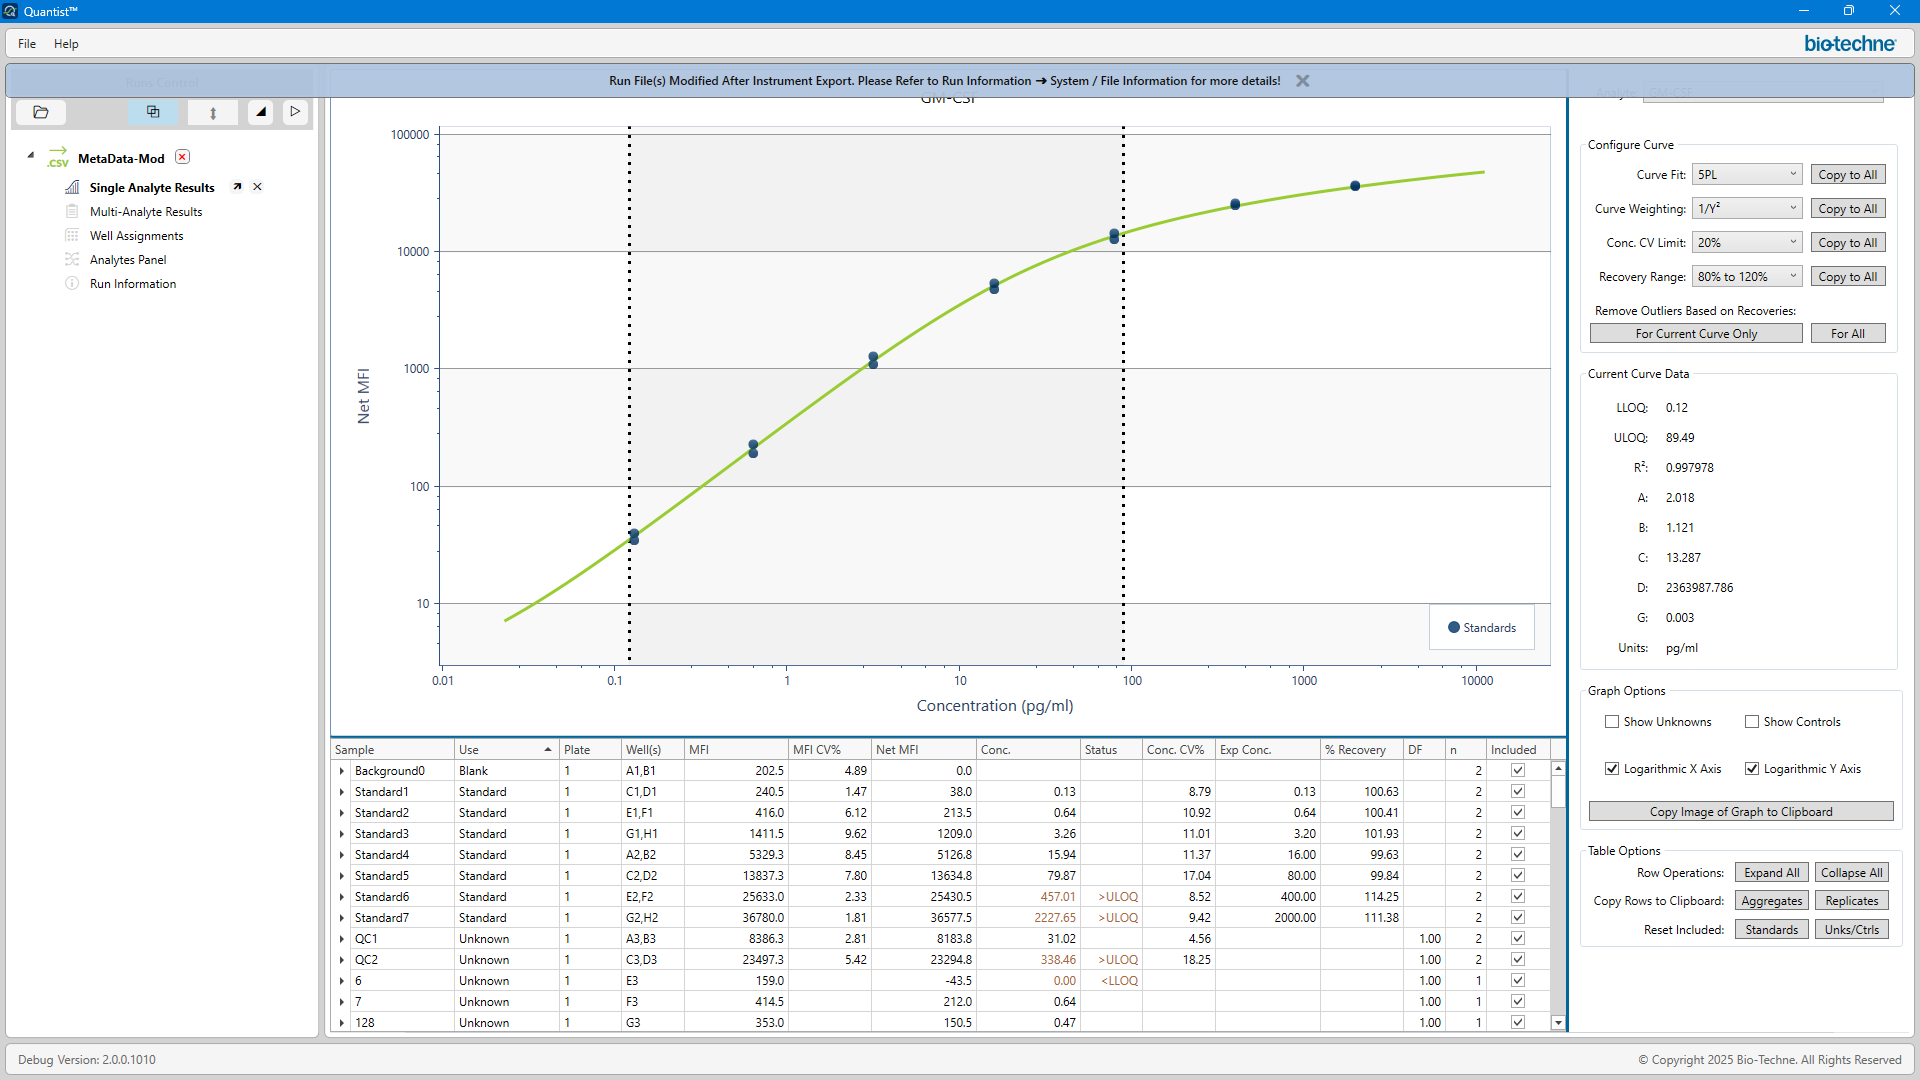 Quantist™
File Help
bio-techne
Run File(s) Modified After Instrument Export. Please Refer to Run Information ➔ System / File Information for more details!
Runs Control
.CSV MetaData-Mod
Single Analyte Results
Multi-Analyte Results
Well Assignments
Analytes Panel
Run Information
GM-CSF
Net MFI
100000
10000
1000
100
10
0.01 0.1 1 10 100 1000 10000
Concentration (pg/ml)
Standards
Analyte: GM-CSF
Configure Curve
Curve Fit: 5PL Copy to All
Curve Weighting: 1/Y² Copy to All
Conc. CV Limit: 20% Copy to All
Recovery Range: 80% to 120% Copy to All
Remove Outliers Based on Recoveries:
For Current Curve Only For All
Current Curve Data
LLOQ: 0.12
ULOQ: 89.49
R²: 0.997978
A: 2.018
B: 1.121
C: 13.287
D: 2363987.786
G: 0.003
Units: pg/ml
Graph Options
Show Unknowns Show Controls
Logarithmic X Axis Logarithmic Y Axis
Copy Image of Graph to Clipboard
Table Options
Row Operations: Expand All Collapse All
Copy Rows to Clipboard: Aggregates Replicates
Reset Included: Standards Unks/Ctrls
Sample Use Plate Well(s) MFI MFI CV% Net MFI Conc. Status Conc. CV% Exp Conc. % Recovery DF n Included
Background0 Blank 1 A1,B1 202.5 4.89 0.0 2
Standard1 Standard 1 C1,D1 240.5 1.47 38.0 0.13 8.79 0.13 100.63 2
Standard2 Standard 1 E1,F1 416.0 6.12 213.5 0.64 10.92 0.64 100.41 2
Standard3 Standard 1 G1,H1 1411.5 9.62 1209.0 3.26 11.01 3.20 101.93 2
Standard4 Standard 1 A2,B2 5329.3 8.45 5126.8 15.94 11.37 16.00 99.63 2
Standard5 Standard 1 C2,D2 13837.3 7.80 13634.8 79.87 17.04 80.00 99.84 2
Standard6 Standard 1 E2,F2 25633.0 2.33 25430.5 457.01 >ULOQ 8.52 400.00 114.25 2
Standard7 Standard 1 G2,H2 36780.0 1.81 36577.5 2227.65 >ULOQ 9.42 2000.00 111.38 2
QC1 Unknown 1 A3,B3 8386.3 2.81 8183.8 31.02 4.56 1.00 2
QC2 Unknown 1 C3,D3 23497.3 5.42 23294.8 338.46 >ULOQ 18.25 1.00 2
6 Unknown 1 E3 159.0 -43.5 0.00 <LLOQ 1.00 1
7 Unknown 1 F3 414.5 212.0 0.64 1.00 1
128 Unknown 1 G3 353.0 150.5 0.47 1.00 1
Debug Version: 2.0.0.1010
© Copyright 2025 Bio-Techne. All Rights Reserved